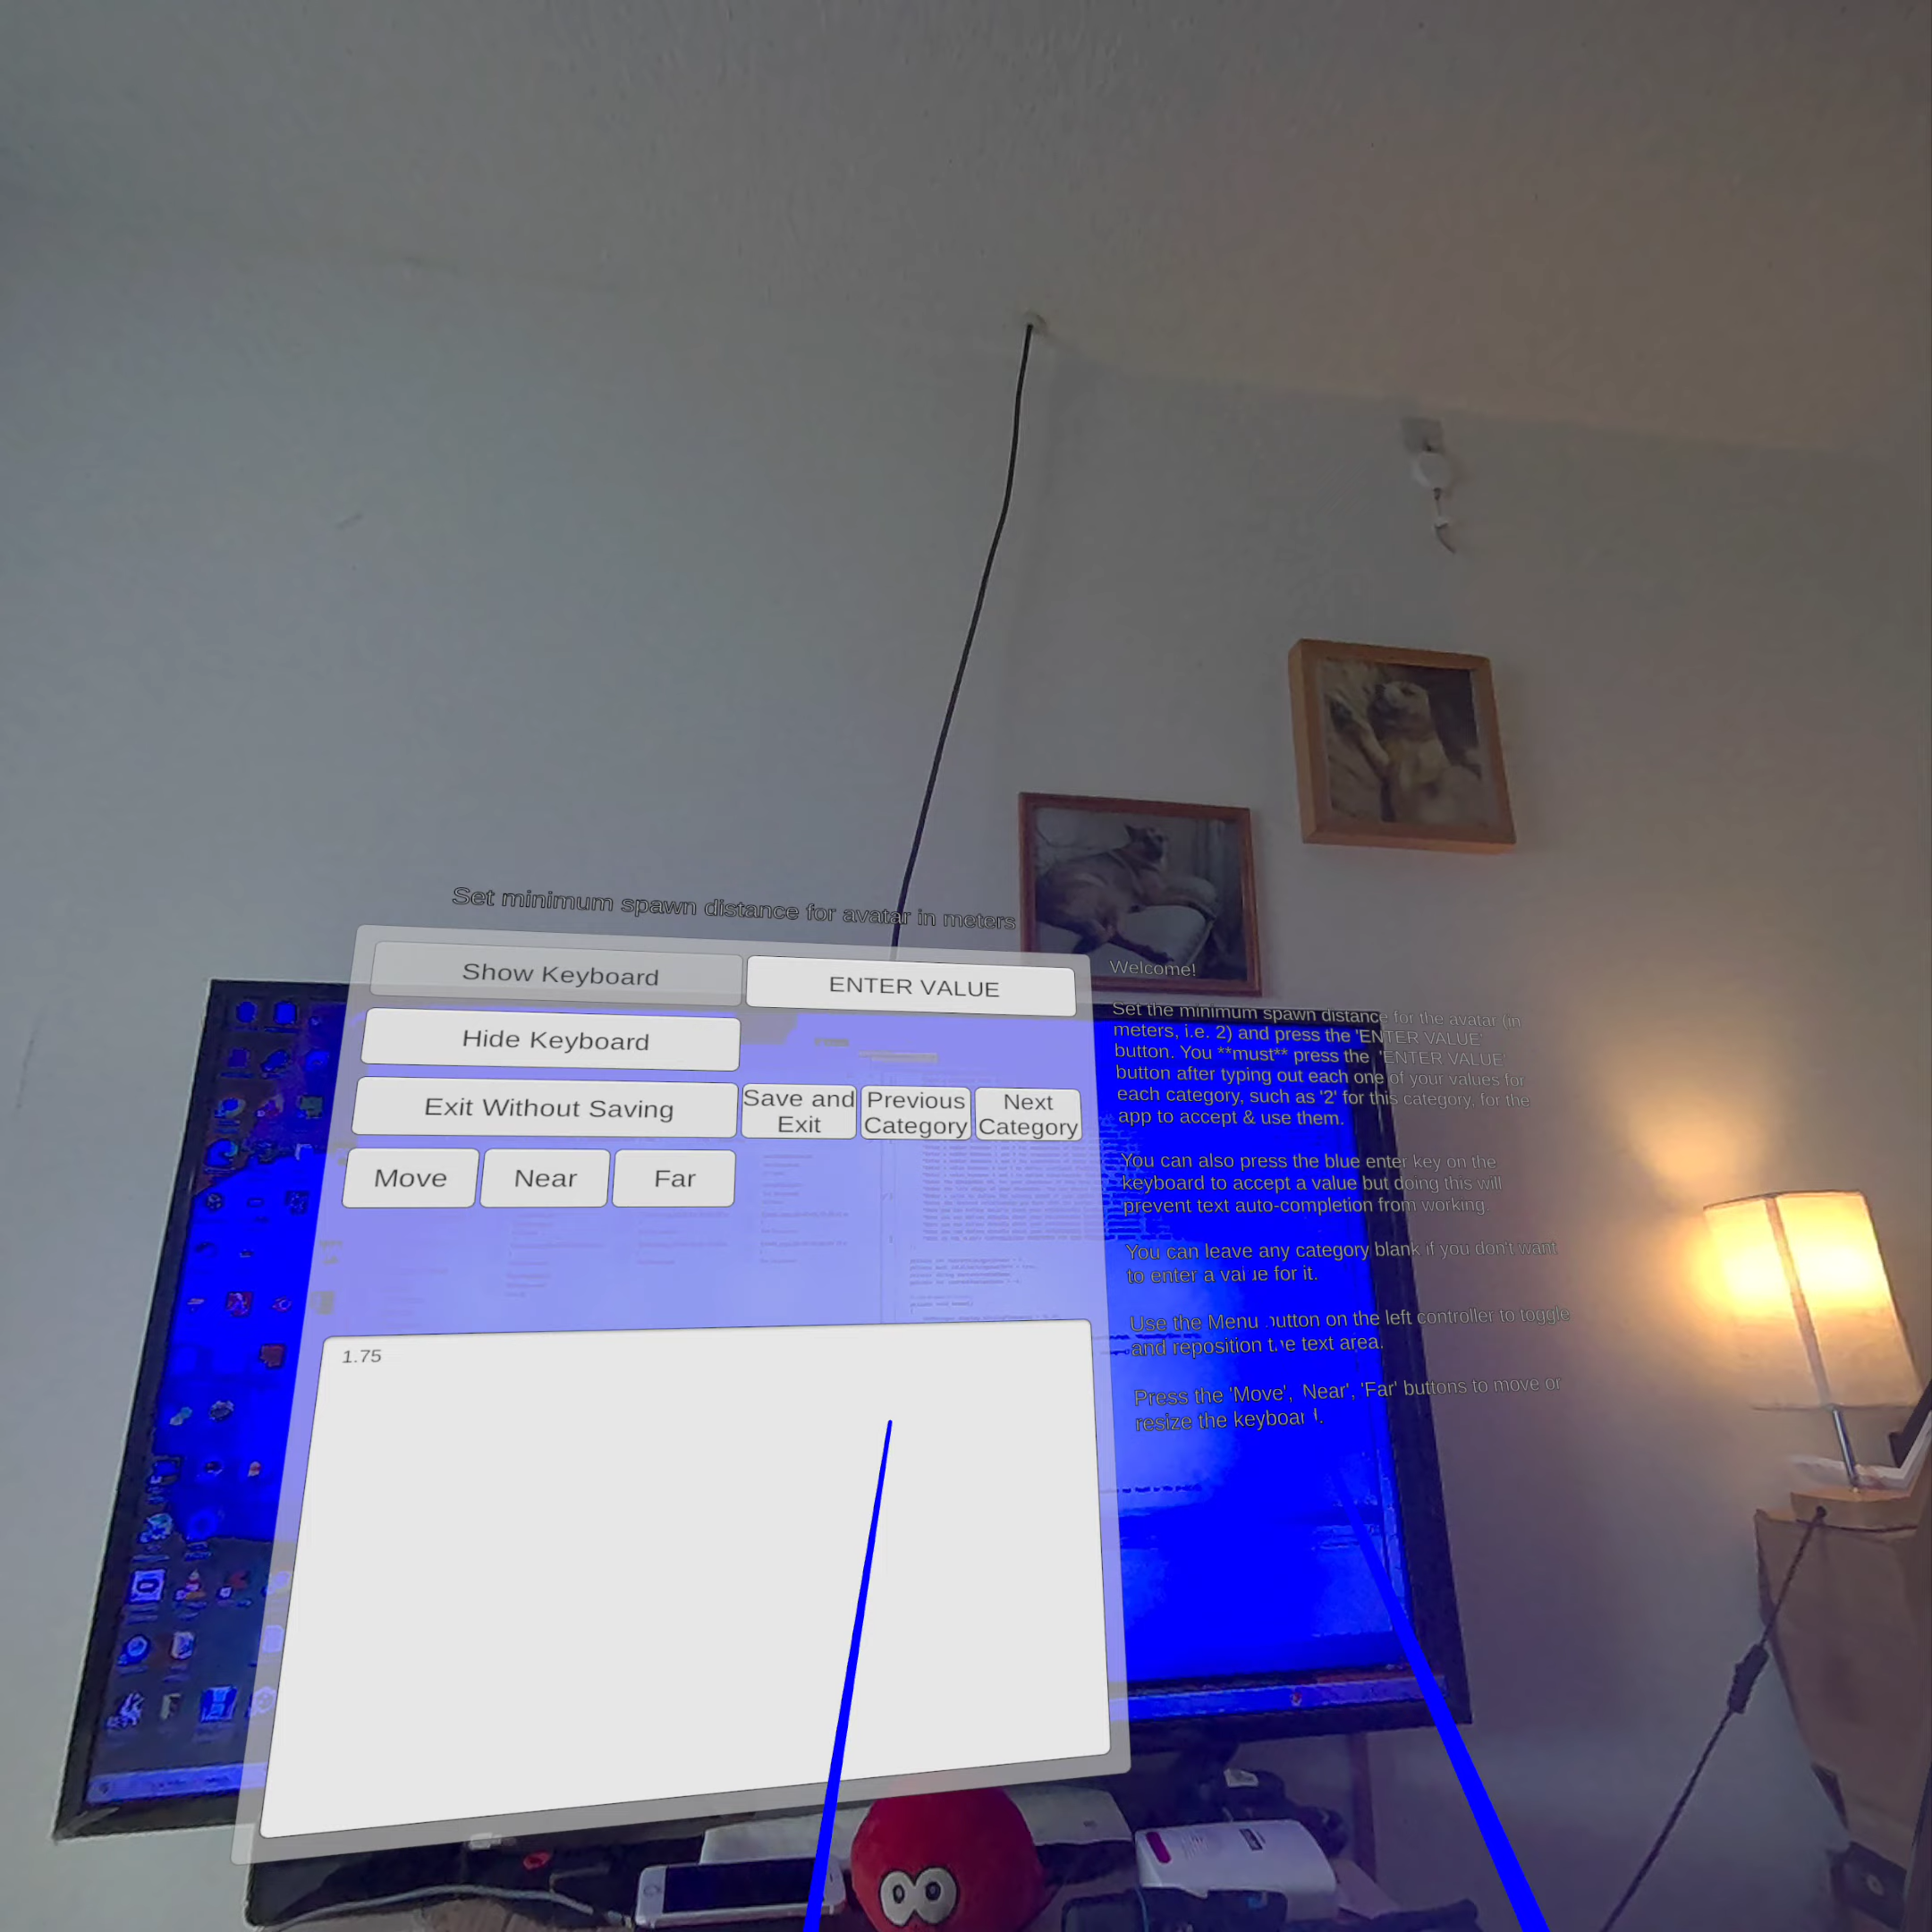 Set minimum spawn distance for avatar in meters
Show Keyboard
ENTER VALUE
Hide Keyboard
Exit Without Saving
Save and
Exit
Previous
Category
Next
Category
Move
Near
Far
1.75
Welcome!
Set the minimum spawn distance for the avatar (in
meters, i.e. 2) and press the 'ENTER VALUE'
button. You **must** press the 'ENTER VALUE'
button after typing out each one of your values for
each category, such as '2' for this category, for the
app to accept & use them.
You can also press the blue enter key on the
keyboard to accept a value but doing this will
prevent text auto-completion from working
You can leave any category blank if you don't want
to enter a value for it.
Use the Menu button on the left controller to toggle
and reposition the text area.
Press the 'Move', 'Near', 'Far' buttons to move or
resize the keyboard.